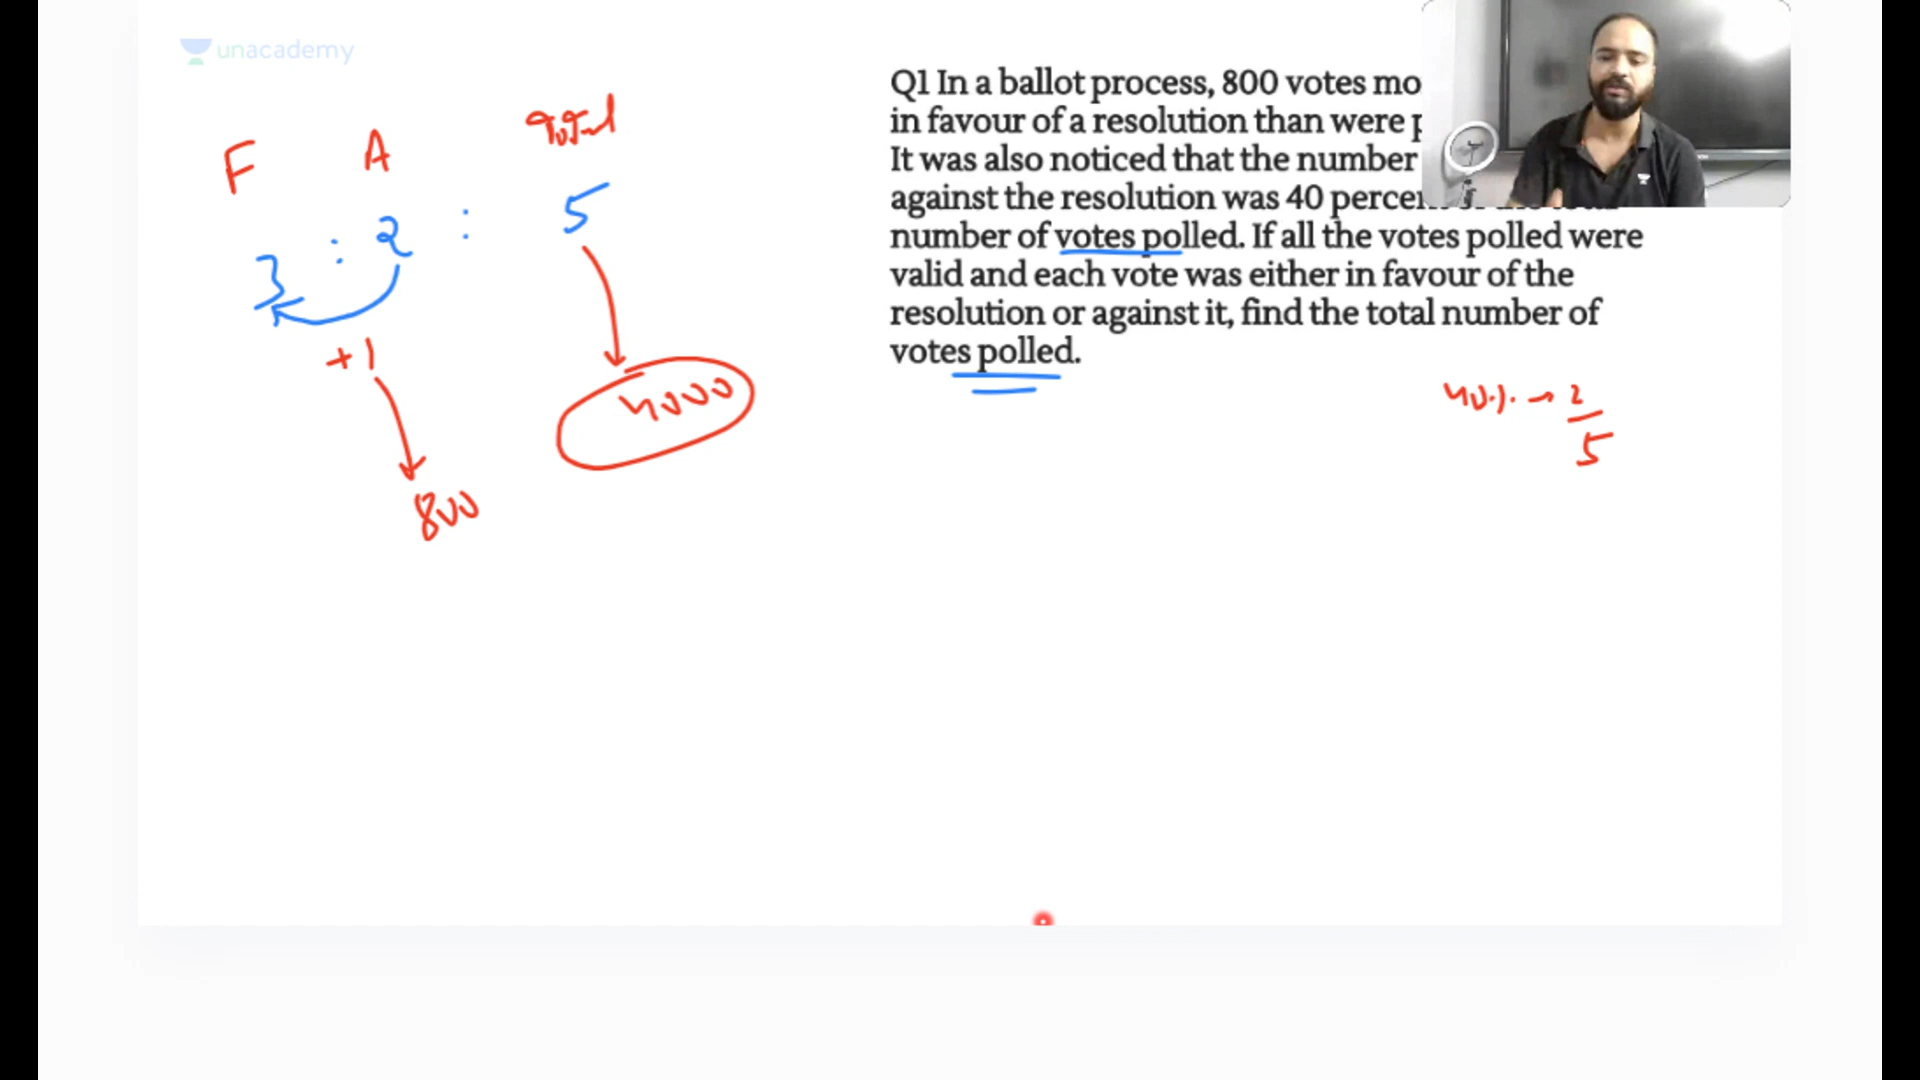 unacademy
F A Total
3 : 2 : 5
+1
4000
800
Q1 In a ballot process, 800 votes mo
in favour of a resolution than were
It was also noticed that the number
against the resolution was 40 percen
number of votes polled. If all the votes polled were
valid and each vote was either in favour of the
resolution or against it, find the total number of
votes polled.
40% → 2/5